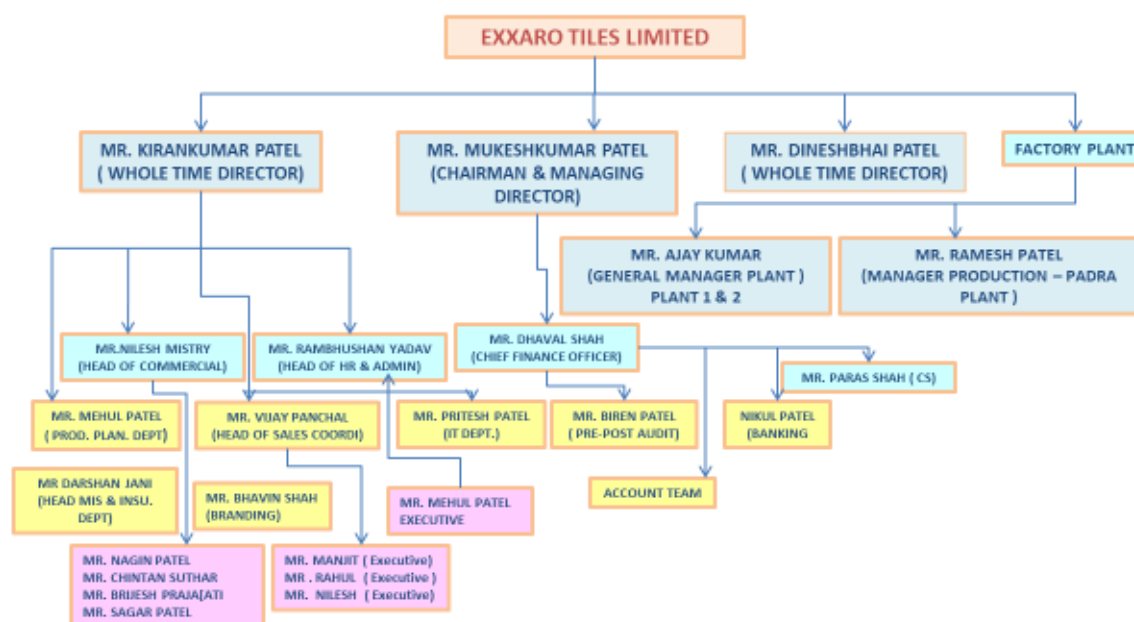 EXXARO TILES LIMITED
MR. KIRANKUMAR PATEL
( WHOLE TIME DIRECTOR)
MR. MUKESHKUMAR PATEL
(CHAIRMAN & MANAGING
DIRECTOR)
MR. DINESHBHAI PATEL
( WHOLE TIME DIRECTOR)
FACTORY PLANT
MR. AJAY KUMAR
(GENERAL MANAGER PLANT )
PLANT 1 & 2
MR. RAMESH PATEL
(MANAGER PRODUCTION – PADRA
PLANT )
MR.NILESH MISTRY
(HEAD OF COMMERCIAL)
MR. RAMBHUSHAN YADAV
(HEAD OF HR & ADMIN)
MR. DHAVAL SHAH
(CHIEF FINANCE OFFICER)
MR. PARAS SHAH ( CS)
MR. MEHUL PATEL
( PROD. PLAN. DEPT)
MR. VIJAY PANCHAL
(HEAD OF SALES COORDI)
MR. PRITESH PATEL
(IT DEPT.)
MR. BIREN PATEL
( PRE-POST AUDIT)
NIKUL PATEL
(BANKING
MR DARSHAN JANI
(HEAD MIS & INSU.
DEPT)
MR. BHAVIN SHAH
(BRANDING)
MR. MEHUL PATEL
EXECUTIVE
ACCOUNT TEAM
MR. NAGIN PATEL
MR. CHINTAN SUTHAR
MR. BRIJESH PRAJA[ATI
MR. SAGAR PATEL
MR. MANJIT ( Executive)
MR . RAHUL ( Executive )
MR. NILESH ( Executive)